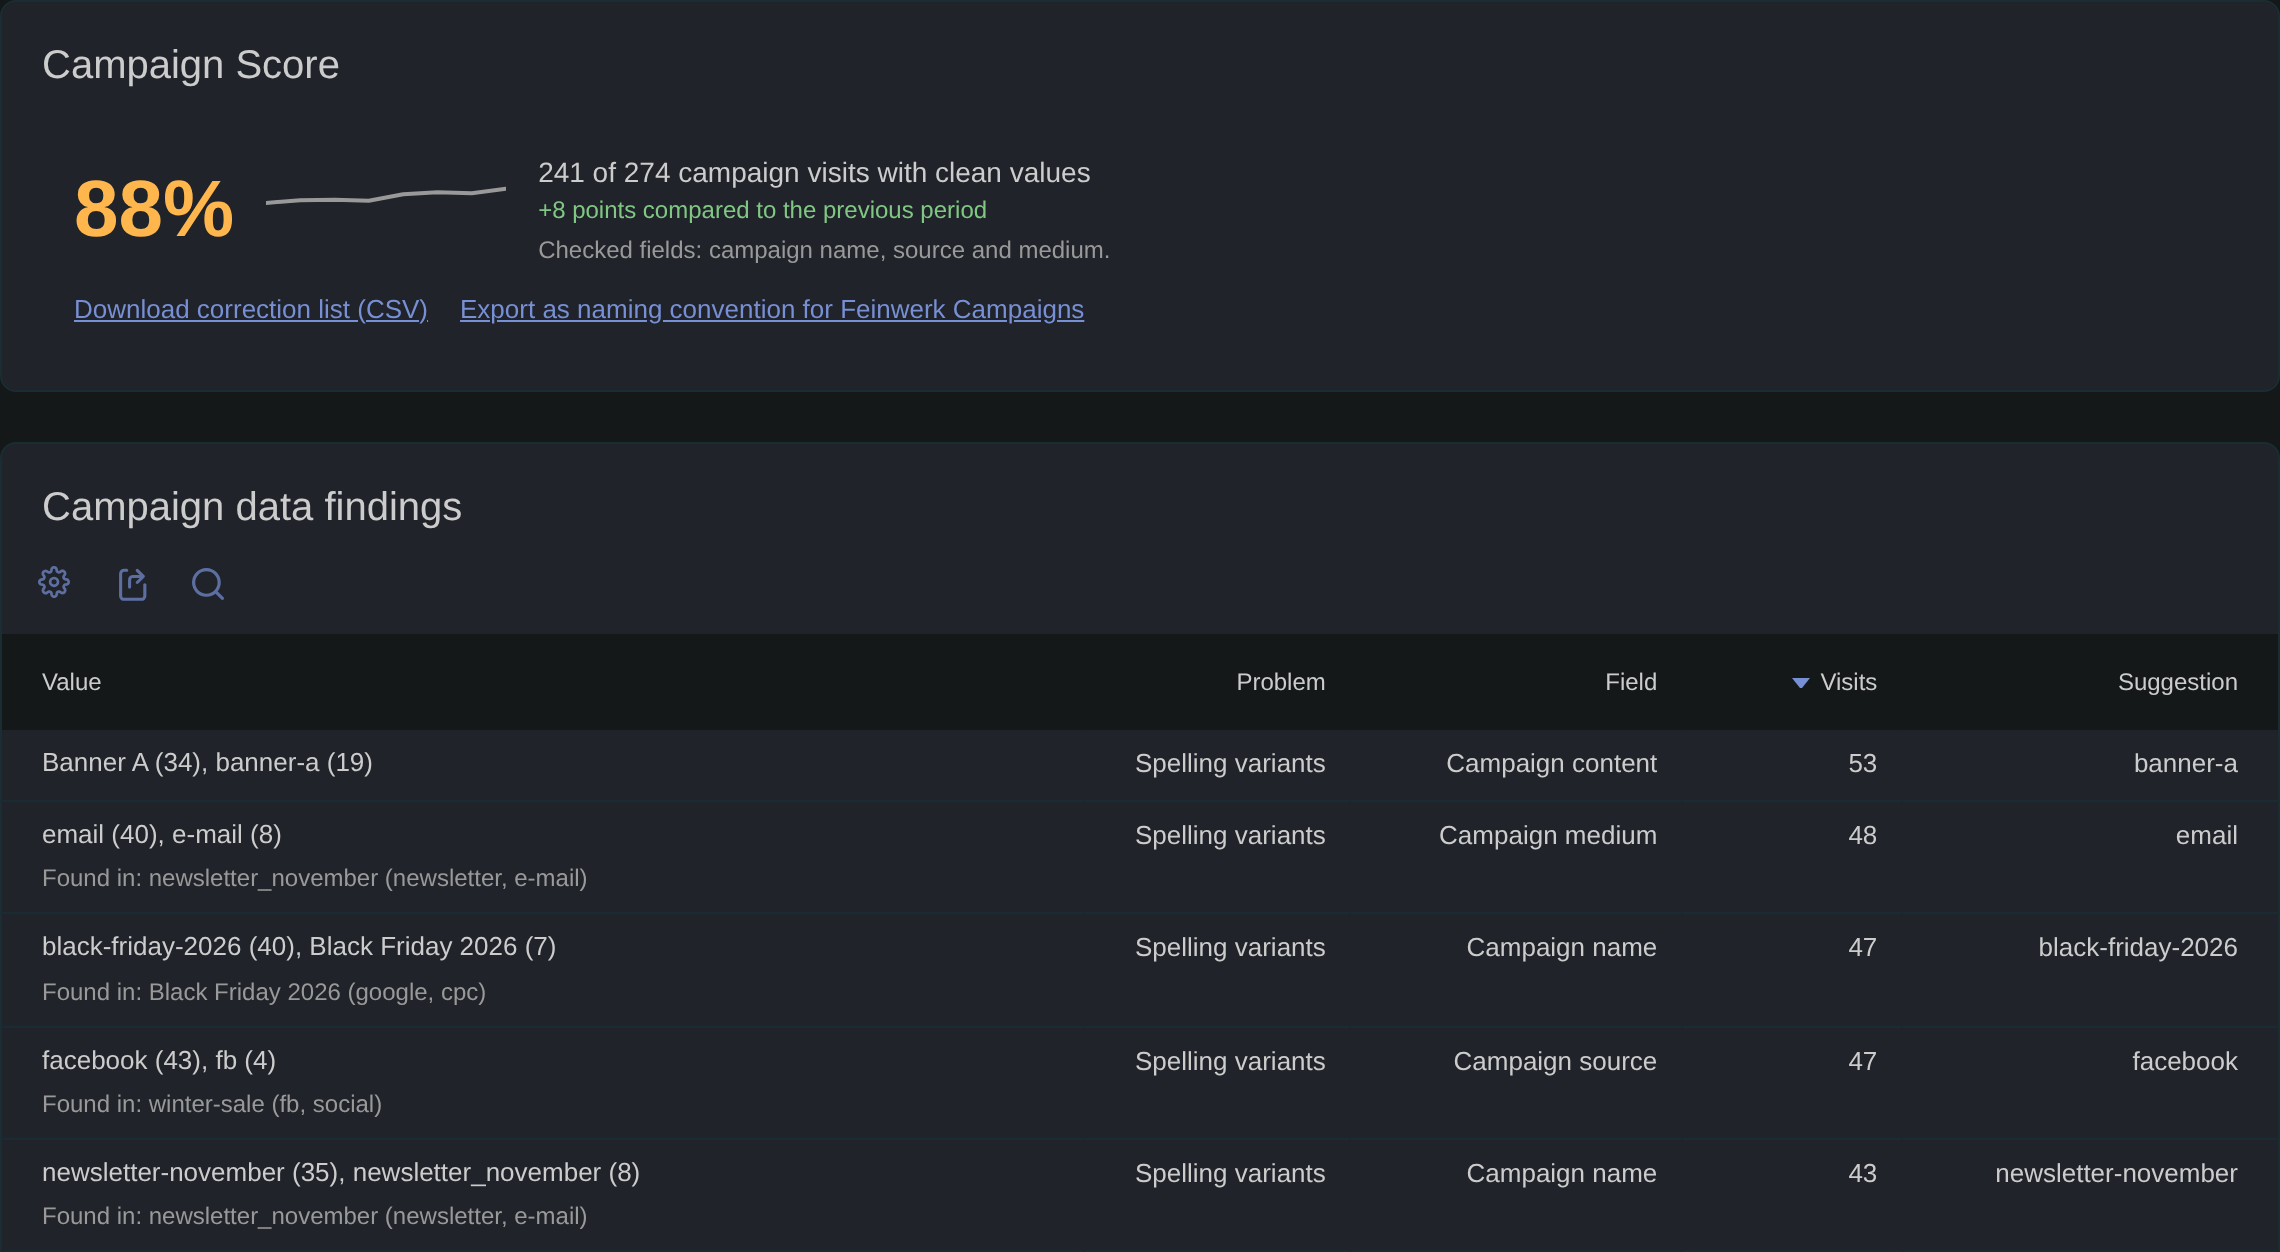 Campaign Score
88%
241 of 274 campaign visits with clean values
+8 points compared to the previous period
Checked fields: campaign name, source and medium.
Download correction list (CSV) Export as naming convention for Feinwerk Campaigns
Campaign data findings
Value Problem Field Visits Suggestion
Banner A (34), banner-a (19) Spelling variants Campaign content 53 banner-a
email (40), e-mail (8) Spelling variants Campaign medium 48 email
Found in: newsletter_november (newsletter, e-mail)
black-friday-2026 (40), Black Friday 2026 (7) Spelling variants Campaign name 47 black-friday-2026
Found in: Black Friday 2026 (google, cpc)
facebook (43), fb (4) Spelling variants Campaign source 47 facebook
Found in: winter-sale (fb, social)
newsletter-november (35), newsletter_november (8) Spelling variants Campaign name 43 newsletter-november
Found in: newsletter_november (newsletter, e-mail)